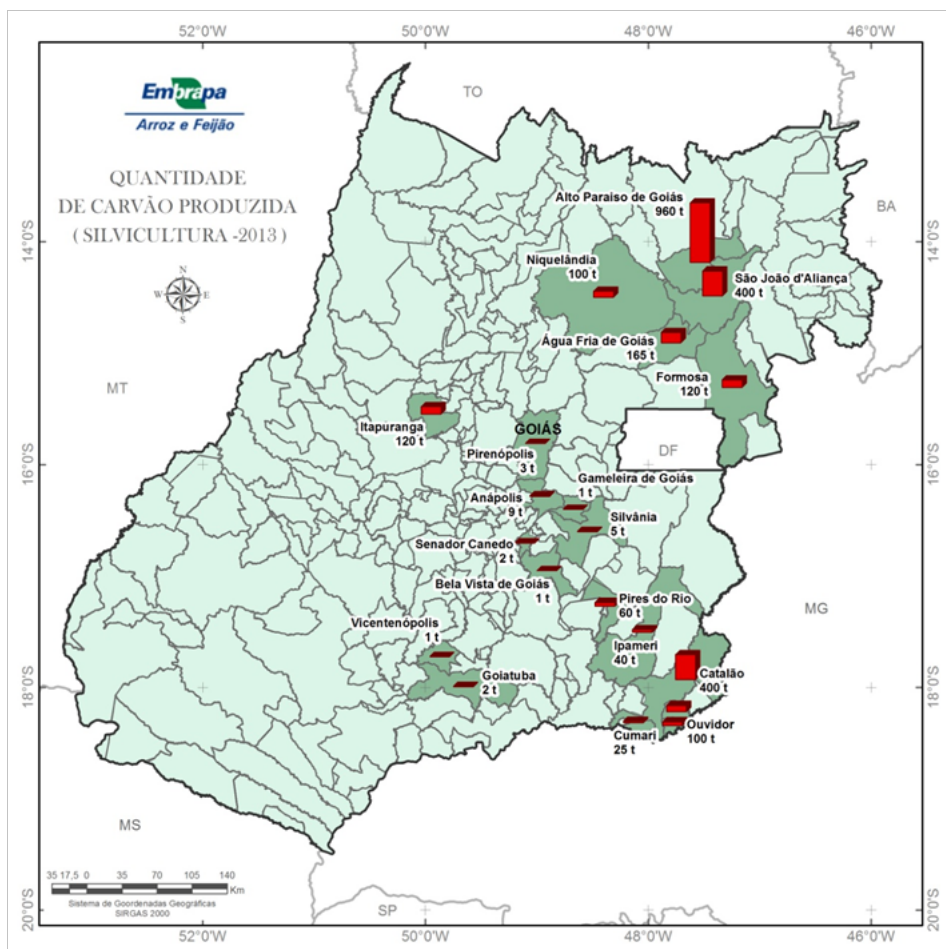 52°0'W 50°0'W 48°0'W 46°0'W
TO
Embrapa
Arroz e Feijão
QUANTIDADE
DE CARVÃO PRODUZIDA
( SILVICULTURA -2013 )
N
W E
S
14°0'S
14°0'S
BA
Alto Paraiso de Goiás
960 t
Niquelândia
100 t
São João d'Aliança
400 t
Água Fria de Goiás
165 t
Formosa
120 t
MT
Itapuranga
120 t
GOIÁS
Pirenópolis
3 t
DF
16°0'S
16°0'S
Gameleira de Goiás
1 t
Anápolis
9 t
Silvânia
5 t
Senador Canedo
2 t
Bela Vista de Goiás
1 t
Pires do Rio
60 t
MG
Vicentenópolis
1 t
Ipameri
40 t
Goiatuba
2 t
Catalão
400 t
18°0'S
18°0'S
Ouvidor
100 t
Cumari
25 t
MS
35 17,5 0 35 70 105 140
Km
Sistema de Goordenadas Geográficas
SIRGAS 2000
SP
20°0'S
20°0'S
52°0'W 50°0'W 48°0'W 46°0'W